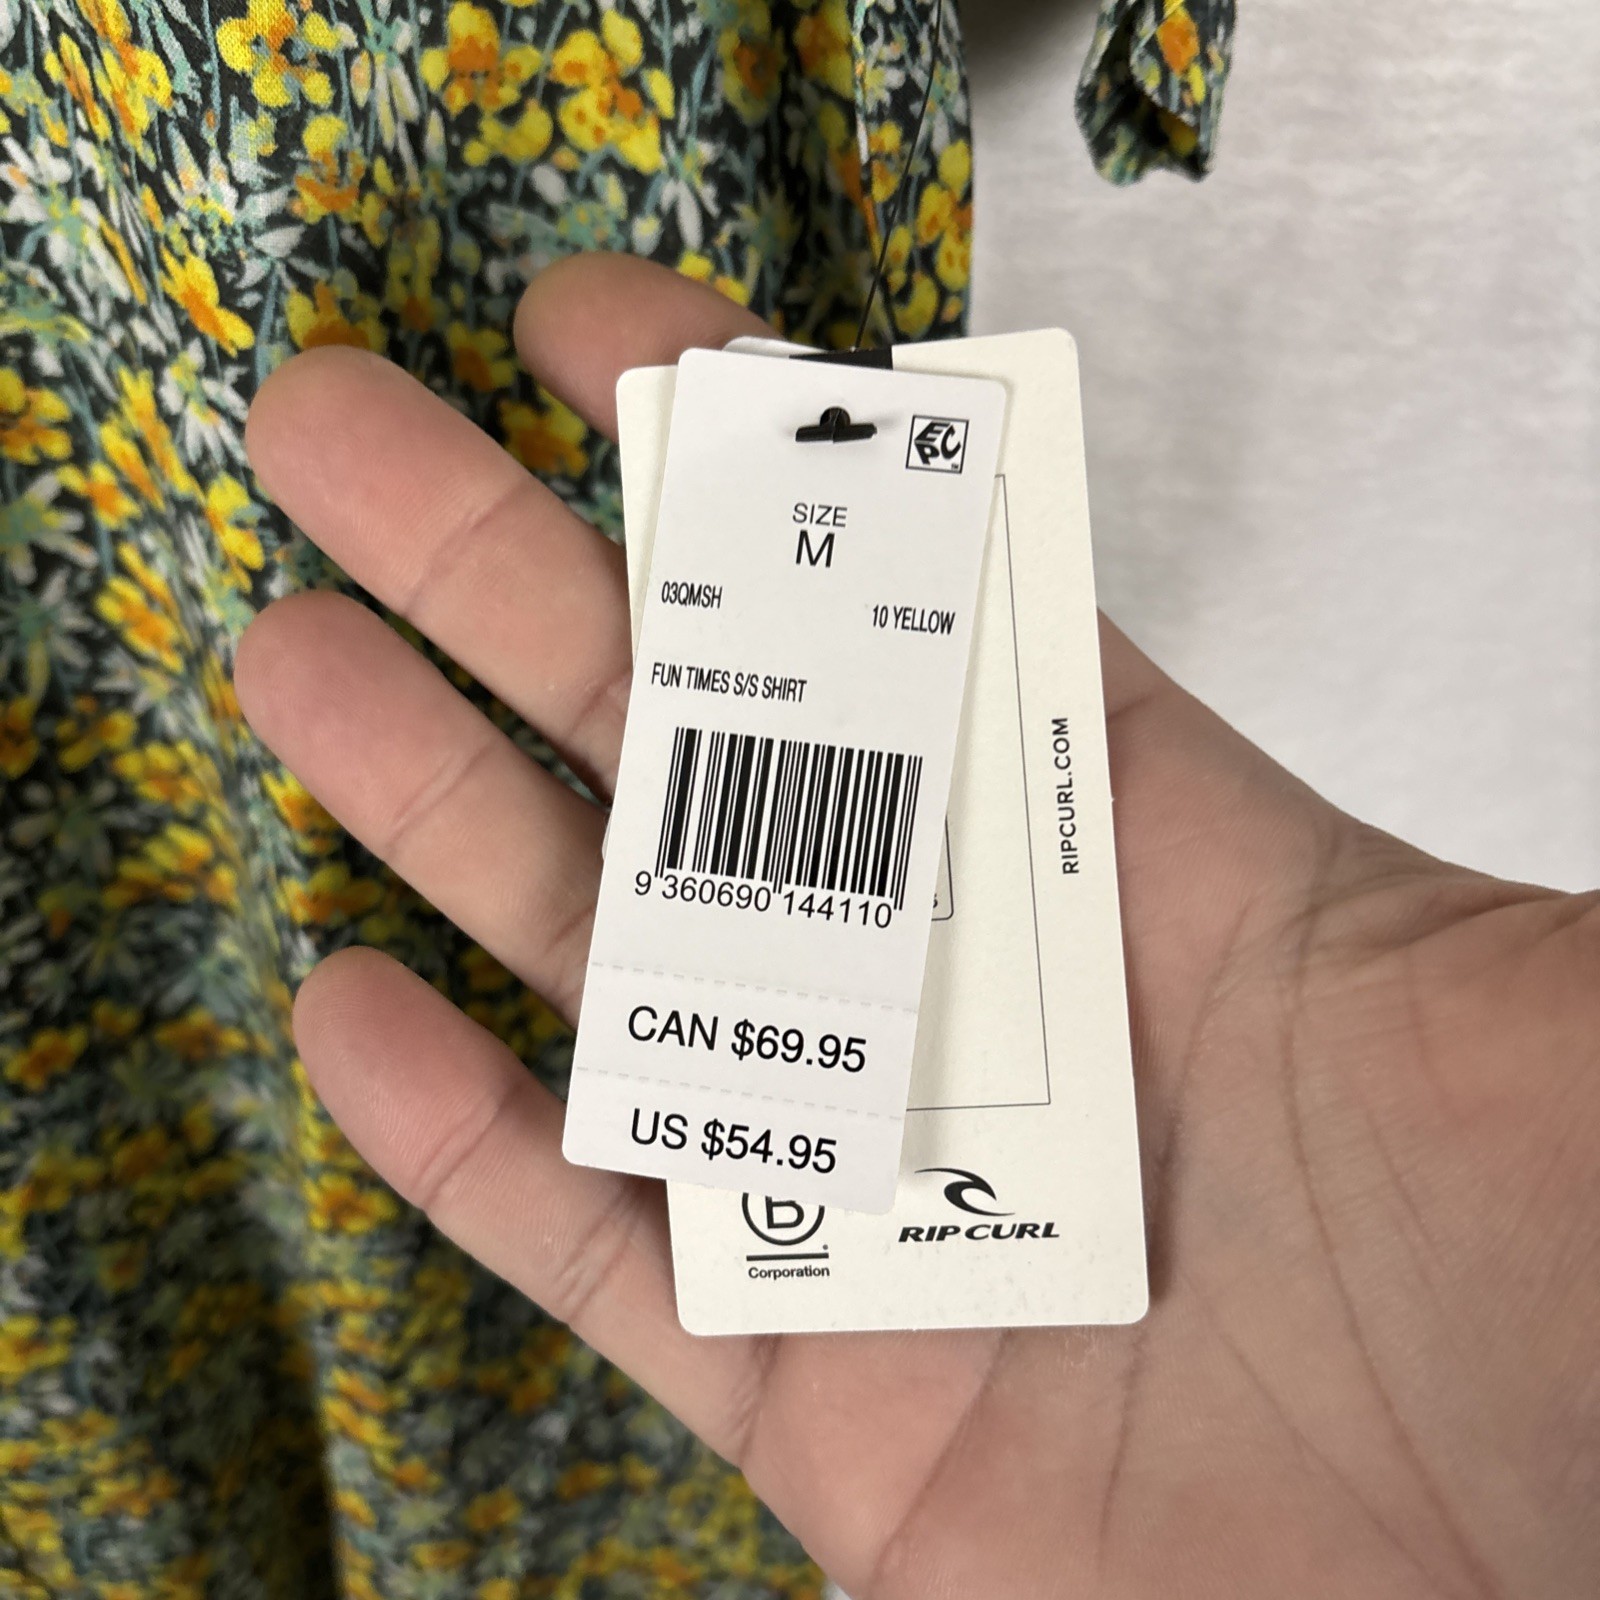 EPC
SIZE
M
03QMSH
10 YELLOW
FUN TIMES S/S SHIRT
9 360690 144110
CAN $69.95
US $54.95
RIPCURL.COM
B
Corporation
RIP CURL